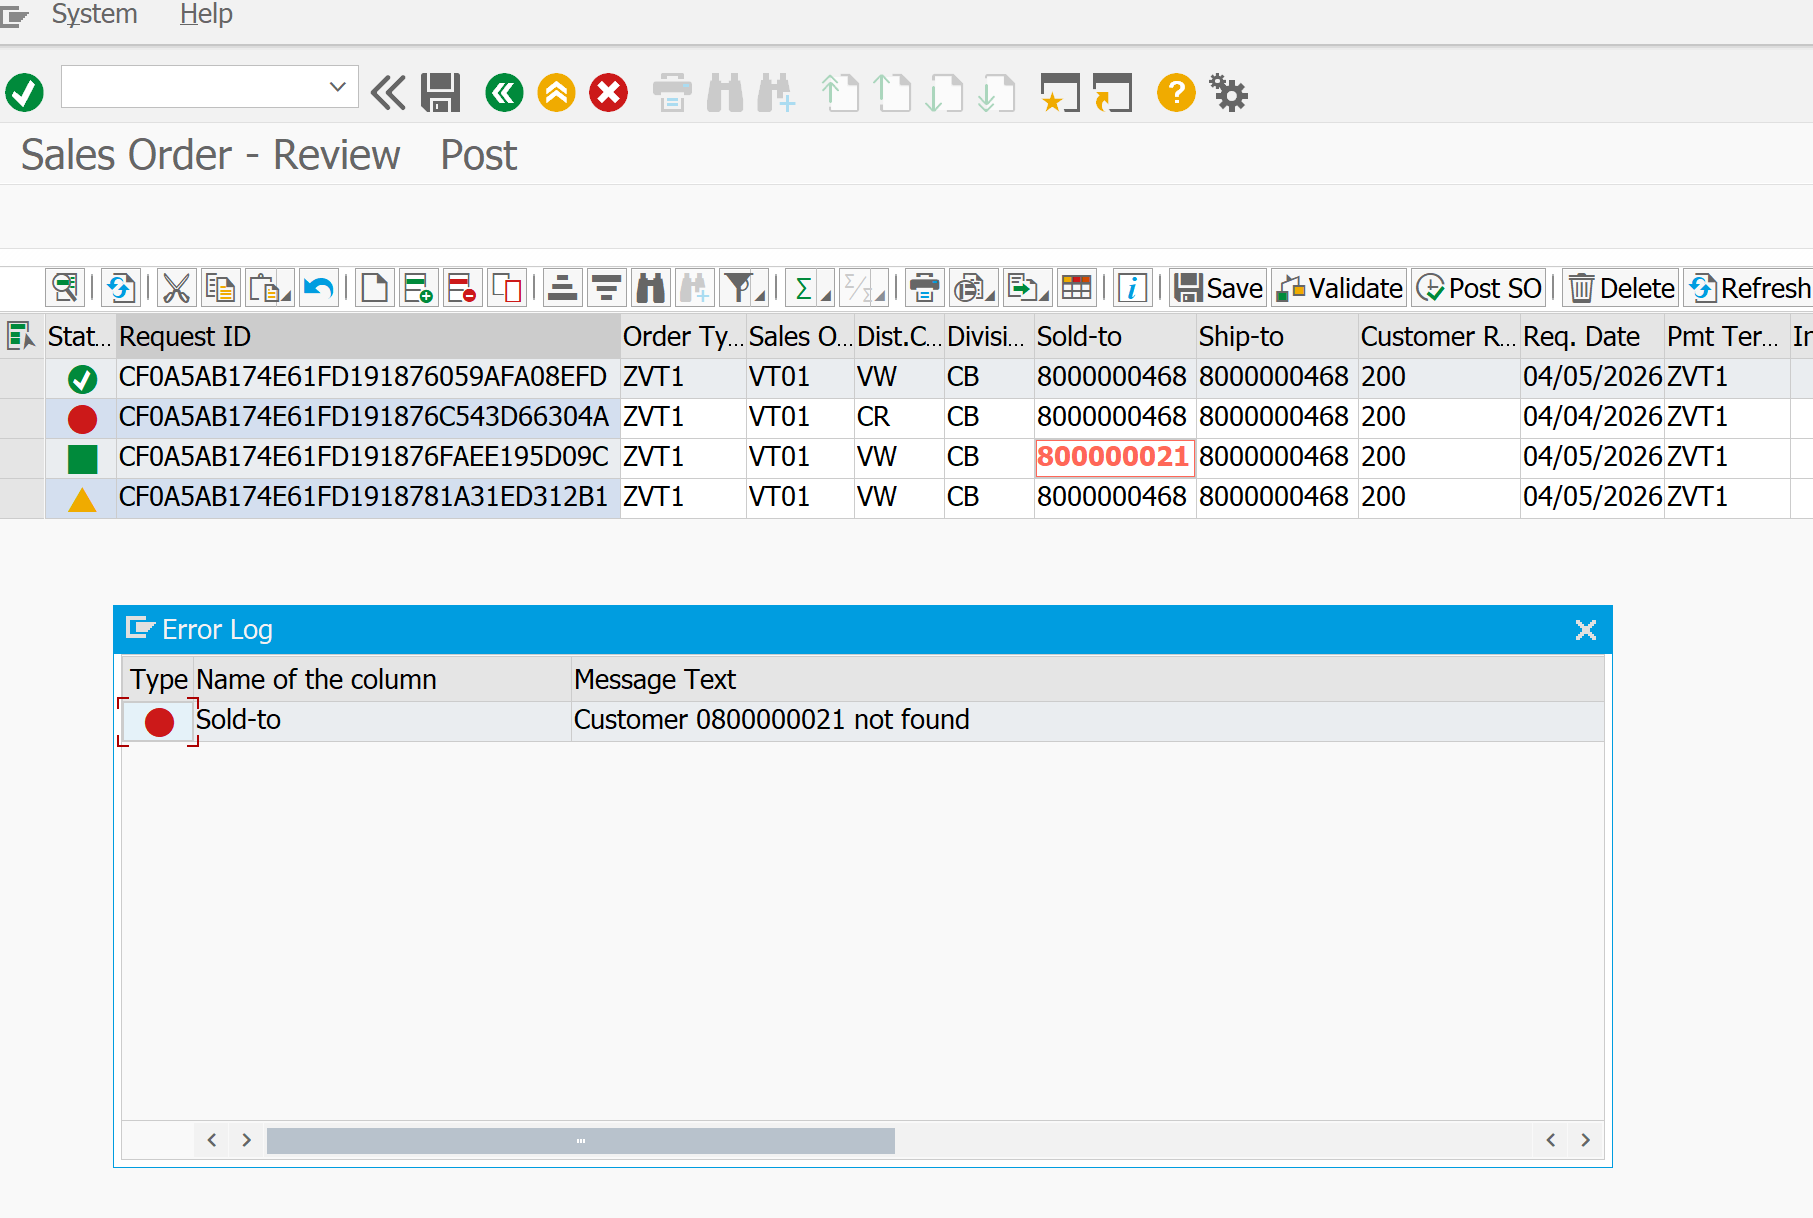 System Help
Sales Order - Review Post
Save Validate Post SO Delete Refresh
Stat... Request ID Order Ty... Sales O... Dist.C... Divisi... Sold-to Ship-to Customer R... Req. Date Pmt Ter... In
CF0A5AB174E61FD191876059AFA08EFD ZVT1 VT01 VW CB 8000000468 8000000468 200 04/05/2026 ZVT1
CF0A5AB174E61FD191876C543D66304A ZVT1 VT01 CR CB 8000000468 8000000468 200 04/04/2026 ZVT1
CF0A5AB174E61FD191876FAEE195D09C ZVT1 VT01 VW CB 800000021 8000000468 200 04/05/2026 ZVT1
CF0A5AB174E61FD1918781A31ED312B1 ZVT1 VT01 VW CB 8000000468 8000000468 200 04/05/2026 ZVT1
Error Log
Type Name of the column Message Text
Sold-to Customer 0800000021 not found